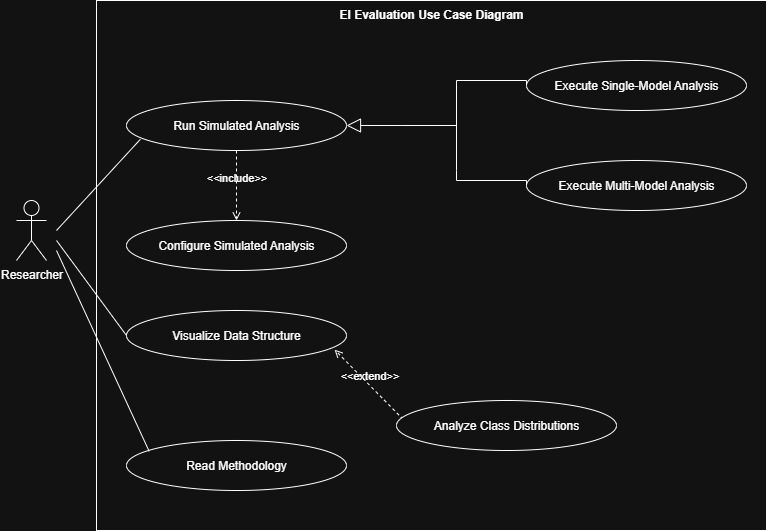 EI Evaluation Use Case Diagram
Execute Single-Model Analysis
Run Simulated Analysis
<<include>>
Execute Multi-Model Analysis
Configure Simulated Analysis
Researcher
Visualize Data Structure
<<extend>>
Analyze Class Distributions
Read Methodology